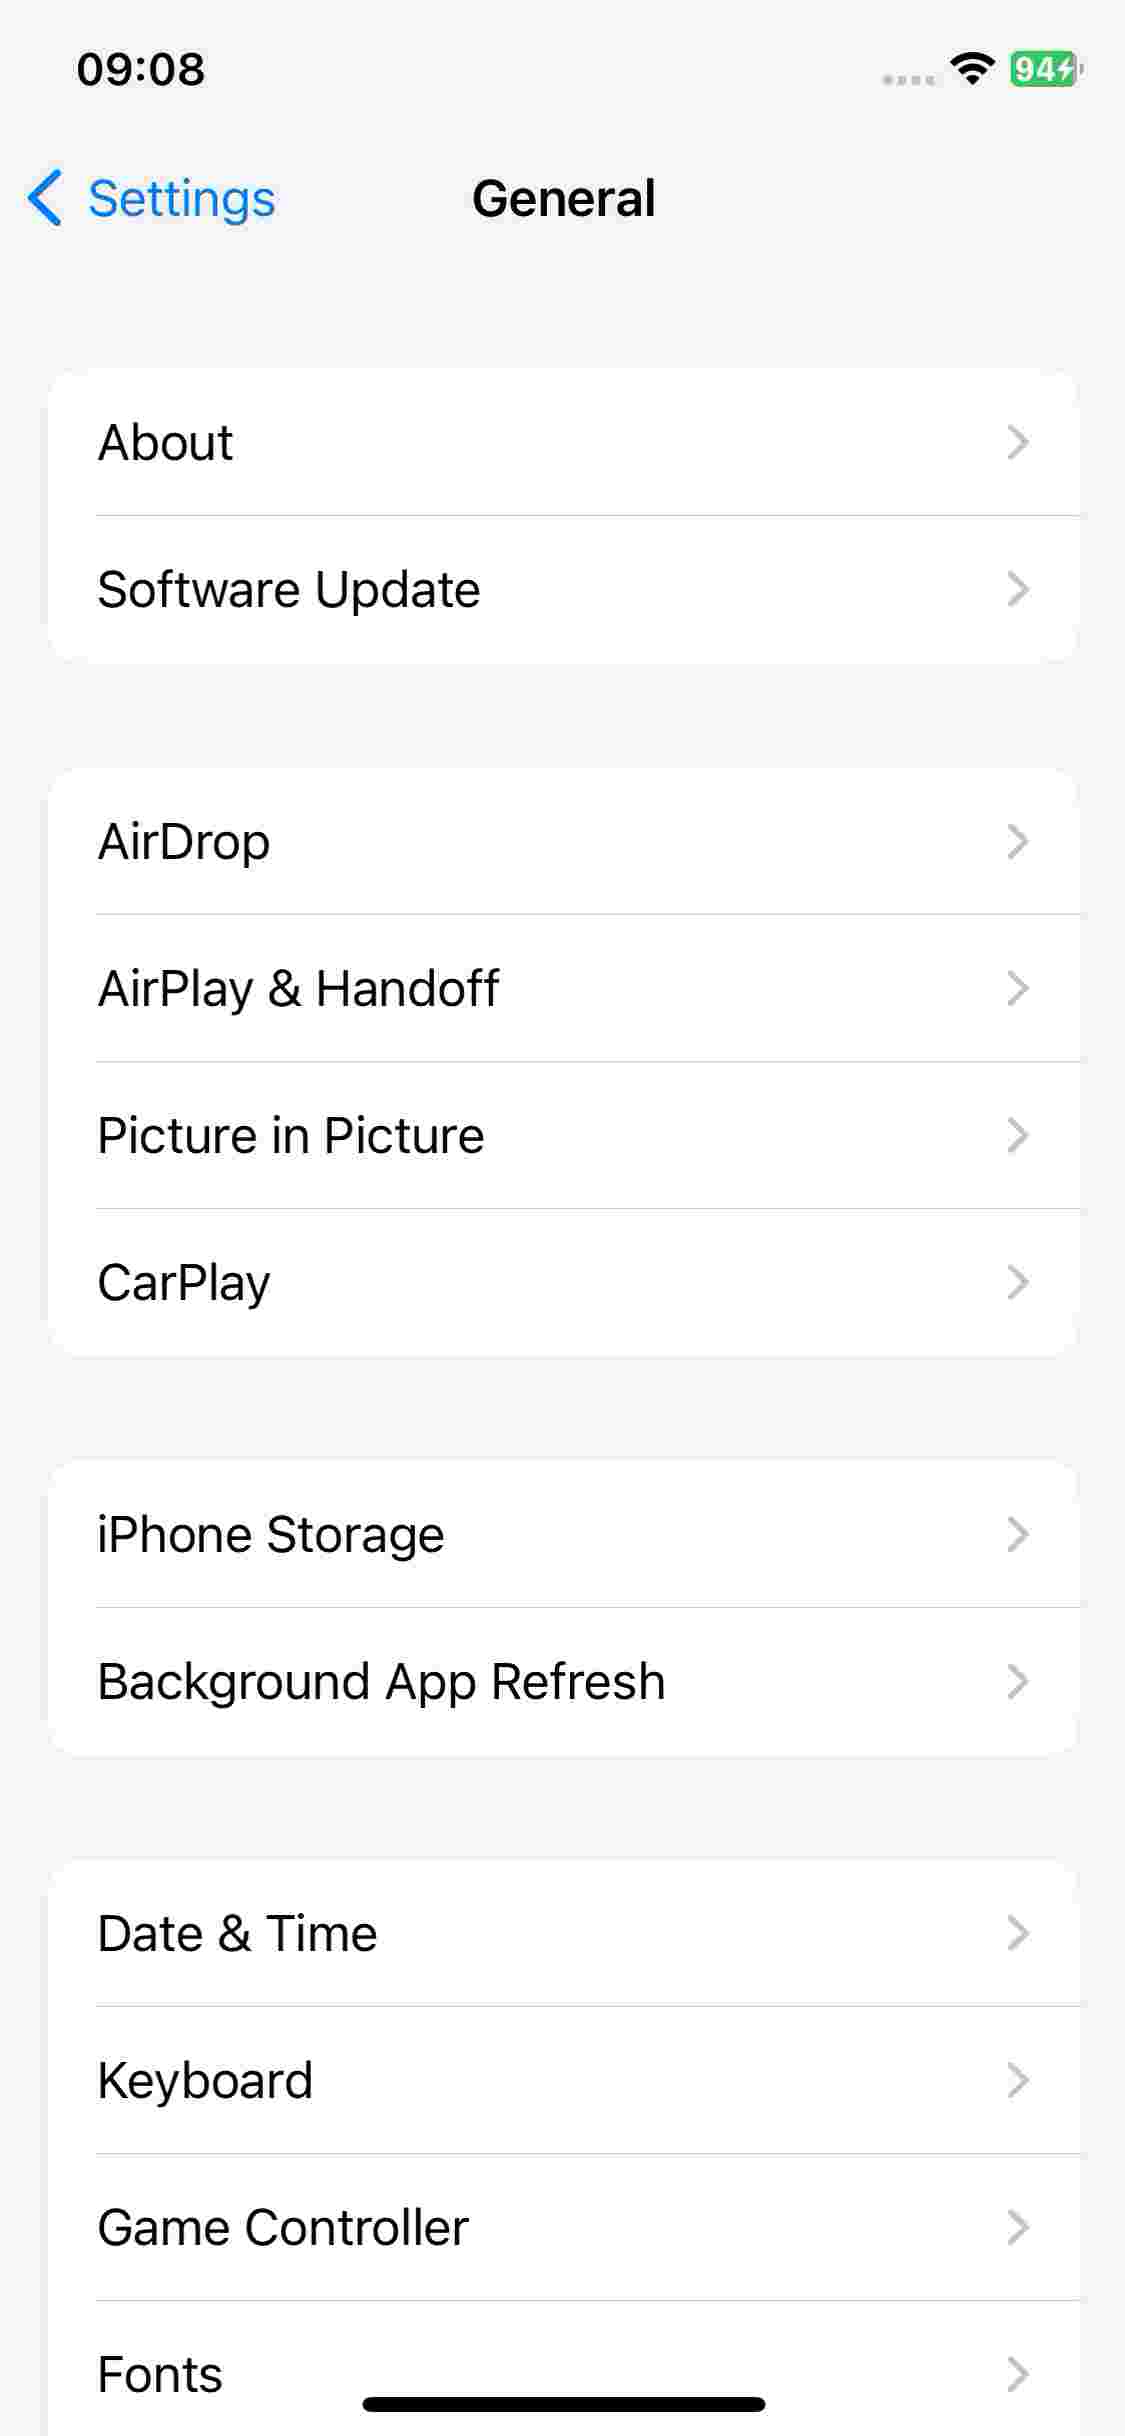 09:08
94
Settings
General
About
Software Update
AirDrop
AirPlay & Handoff
Picture in Picture
CarPlay
iPhone Storage
Background App Refresh
Date & Time
Keyboard
Game Controller
Fonts